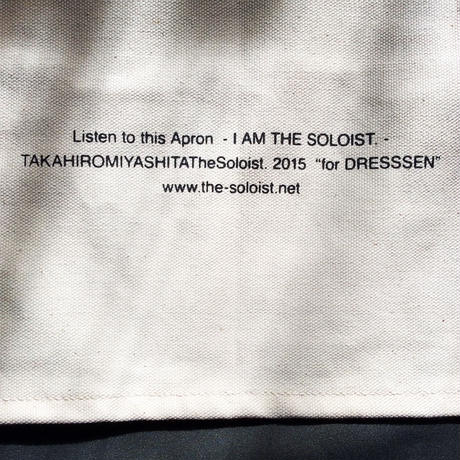 Listen to this Apron - I AM THE SOLOIST. -
TAKAHIROMIYASHITATheSoloist. 2015 “for DRESSSEN”
www.the-soloist.net